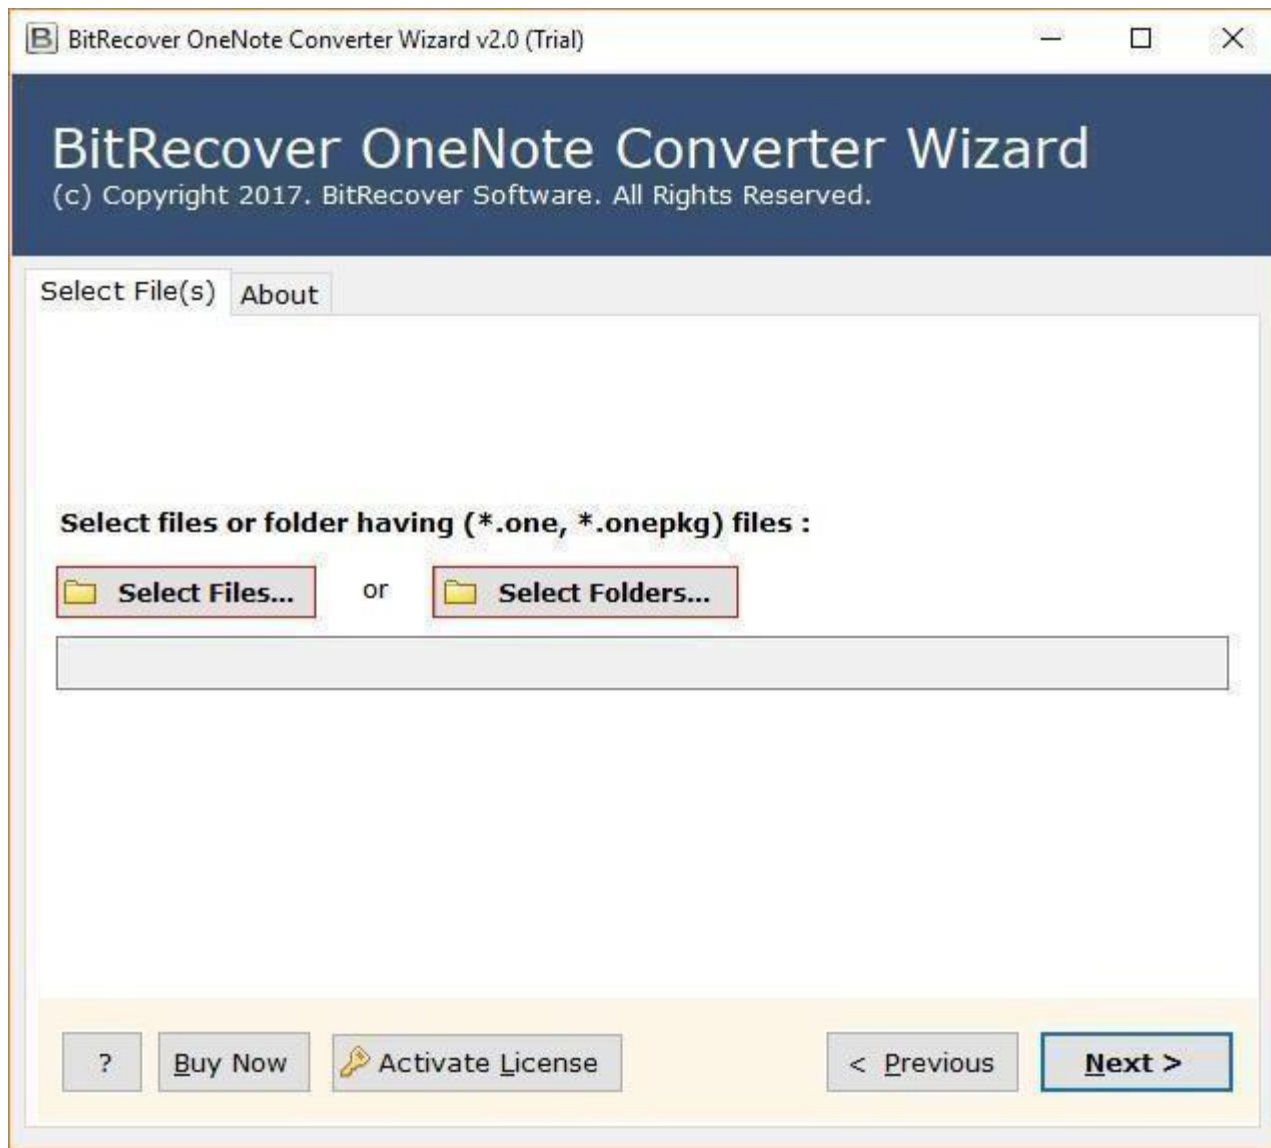 BitRecover OneNote Converter Wizard v2.0 (Trial)
BitRecover OneNote Converter Wizard
(c) Copyright 2017. BitRecover Software. All Rights Reserved.
Select File(s) About
Select files or folder having (*.one, *.onepkg) files :
Select Files... or Select Folders...
? Buy Now Activate License < Previous Next >